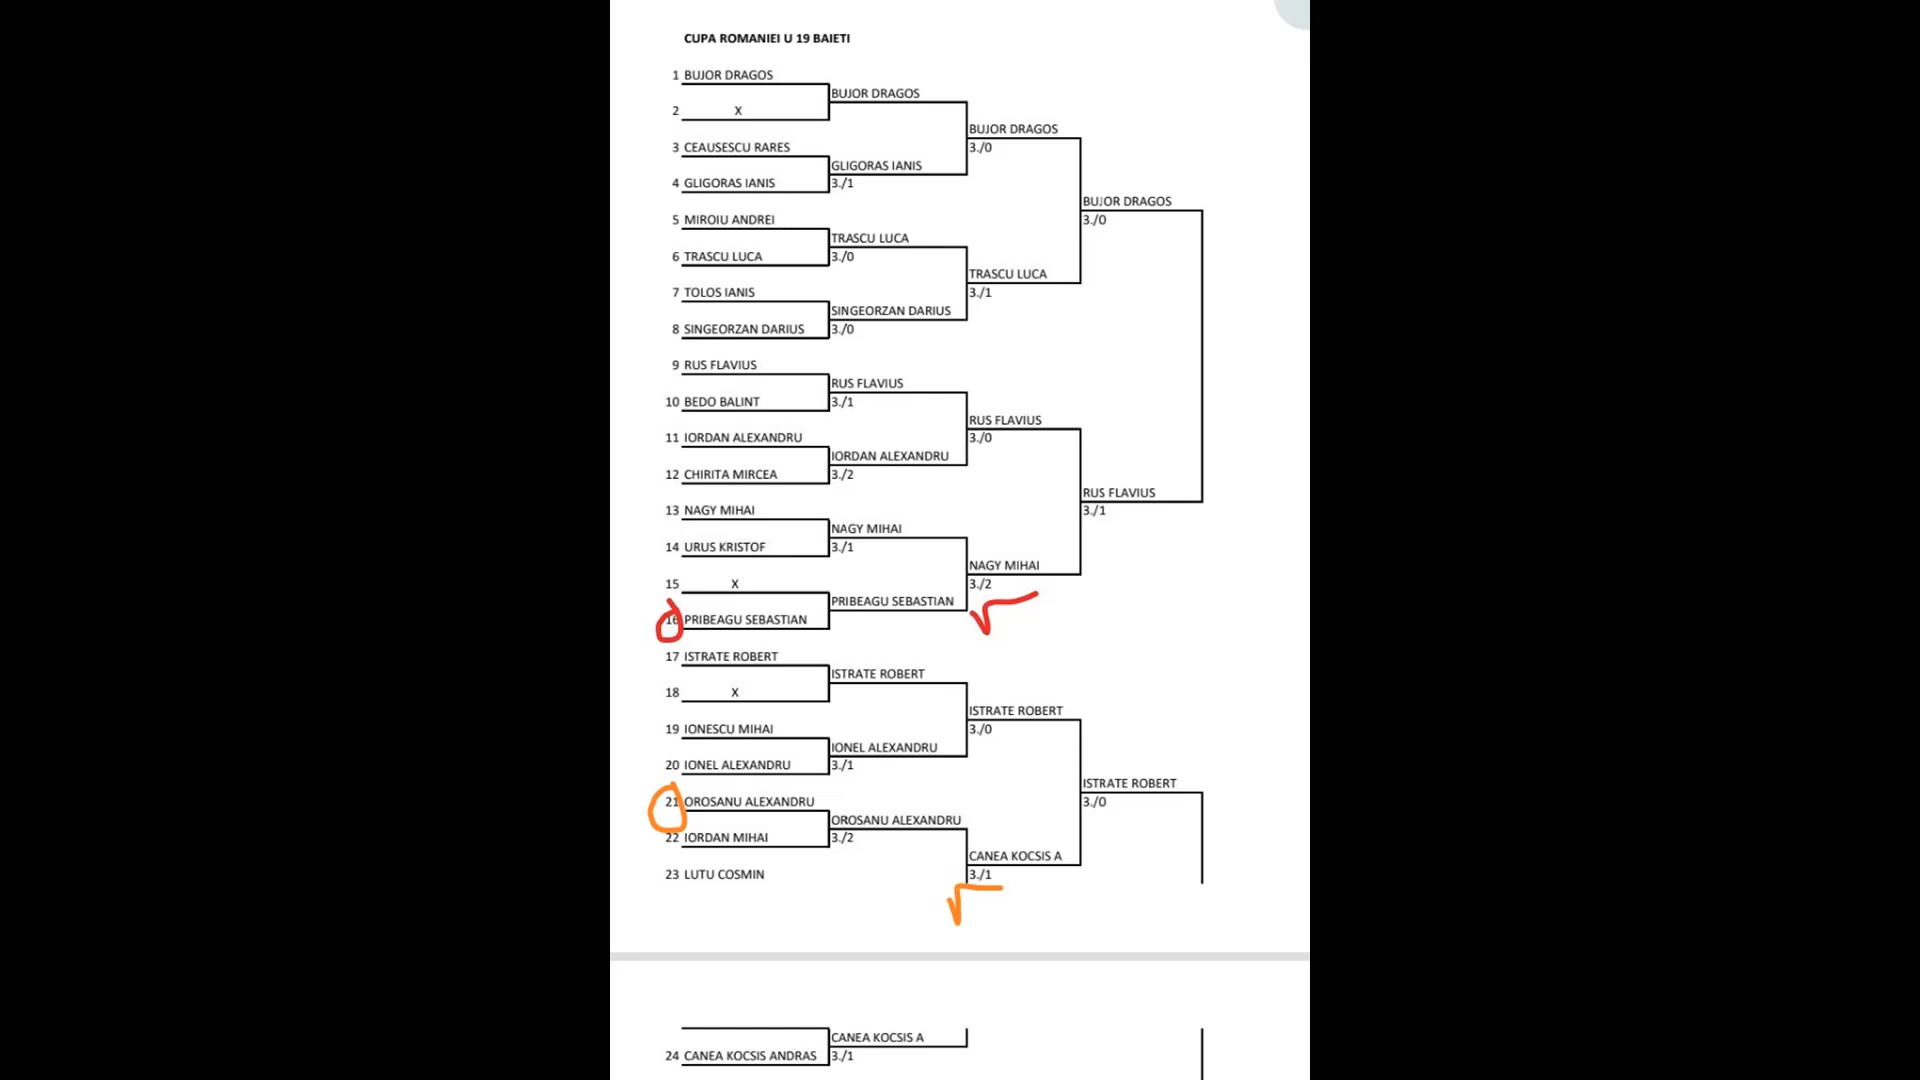 CUPA ROMANIEI U 19 BAIETI
1 BUJOR DRAGOS
BUJOR DRAGOS
2 X
BUJOR DRAGOS
3 CEAUSESCU RARES
3./0
GLIGORAS IANIS
4 GLIGORAS IANIS
3./1
BUJOR DRAGOS
5 MIROIU ANDREI
3./0
TRASCU LUCA
6 TRASCU LUCA
3./0
TRASCU LUCA
7 TOLOS IANIS
3./1
SINGEORZAN DARIUS
8 SINGEORZAN DARIUS
3./0
9 RUS FLAVIUS
RUS FLAVIUS
10 BEDO BALINT
3./1
RUS FLAVIUS
11 IORDAN ALEXANDRU
3./0
IORDAN ALEXANDRU
12 CHIRITA MIRCEA
3./2
RUS FLAVIUS
13 NAGY MIHAI
3./1
NAGY MIHAI
14 URUS KRISTOF
3./1
NAGY MIHAI
15 X
3./2
PRIBEAGU SEBASTIAN
16 PRIBEAGU SEBASTIAN
17 ISTRATE ROBERT
ISTRATE ROBERT
18 X
ISTRATE ROBERT
19 IONESCU MIHAI
3./0
IONEL ALEXANDRU
20 IONEL ALEXANDRU
3./1
ISTRATE ROBERT
21 OROSANU ALEXANDRU
3./0
OROSANU ALEXANDRU
22 IORDAN MIHAI
3./2
CANEA KOCSIS A
23 LUTU COSMIN
3./1
CANEA KOCSIS A
24 CANEA KOCSIS ANDRAS
3./1